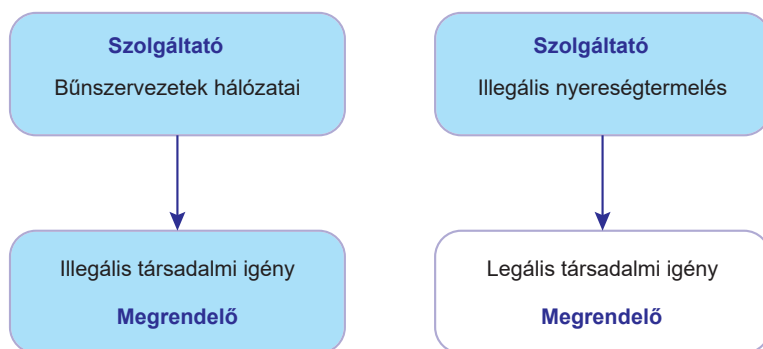 Szolgáltató
Bűnszervezetek hálózatai
Illegális társadalmi igény
Megrendelő
Szolgáltató
Illegális nyereségtermelés
Legális társadalmi igény
Megrendelő